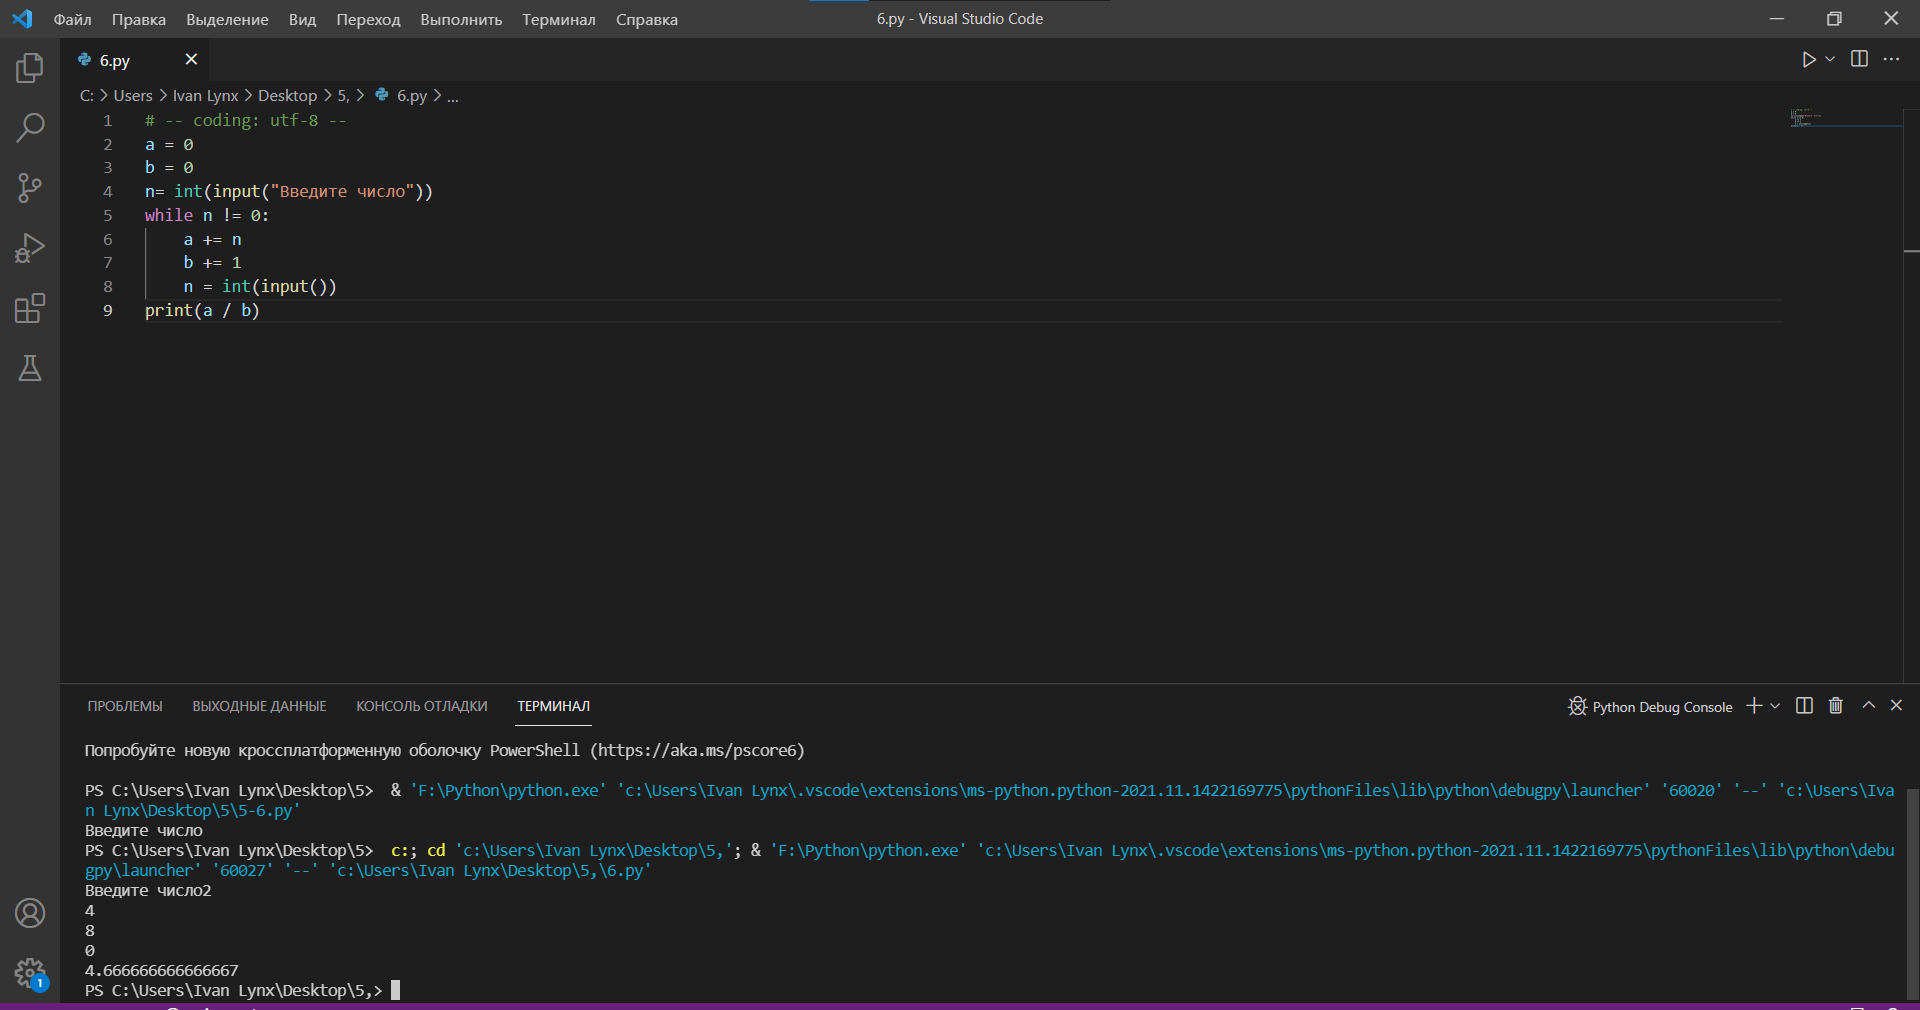 Файл Правка Выделение Вид Переход Выполнить Терминал Справка 6.py - Visual Studio Code
6.py
C: Users Ivan Lynx Desktop 5, 6.py ...
1 # -- coding: utf-8 --
2 a = 0
3 b = 0
4 n= int(input("Введите число"))
5 while n != 0:
6 a += n
7 b += 1
8 n = int(input())
9 print(a / b)
ПРОБЛЕМЫ ВЫХОДНЫЕ ДАННЫЕ КОНСОЛЬ ОТЛАДКИ ТЕРМИНАЛ Python Debug Console
Попробуйте новую кроссплатформенную оболочку PowerShell (https://aka.ms/pscore6)
PS C:\Users\Ivan Lynx\Desktop\5> & 'F:\Python\python.exe' 'c:\Users\Ivan Lynx\.vscode\extensions\ms-python.python-2021.11.1422169775\pythonFiles\lib\python\debugpy\launcher' '60020' '--' 'c:\Users\Iva
n Lynx\Desktop\5\5-6.py'
Введите число
PS C:\Users\Ivan Lynx\Desktop\5> c:; cd 'c:\Users\Ivan Lynx\Desktop\5,'; & 'F:\Python\python.exe' 'c:\Users\Ivan Lynx\.vscode\extensions\ms-python.python-2021.11.1422169775\pythonFiles\lib\python\debu
gpy\launcher' '60027' '--' 'c:\Users\Ivan Lynx\Desktop\5,\6.py'
Введите число2
4
8
0
4.666666666666667
1
PS C:\Users\Ivan Lynx\Desktop\5,>